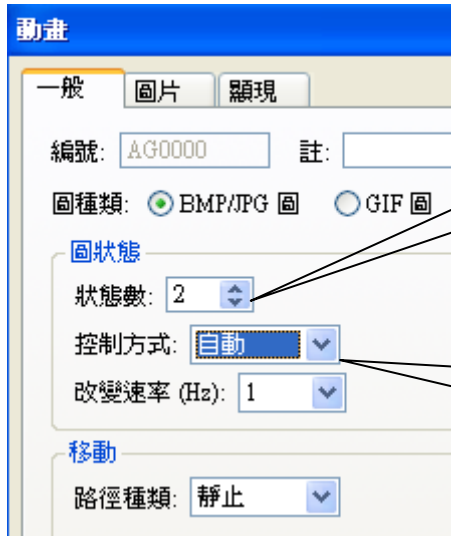 動畫
一般 圖片 顯現
編號: AG0000 註:
圖種類: BMP/JPG 圖 GIF 圖
圖狀態
狀態數: 2
控制方式: 自動
改變速率 (Hz): 1
移動
路徑種類: 靜止